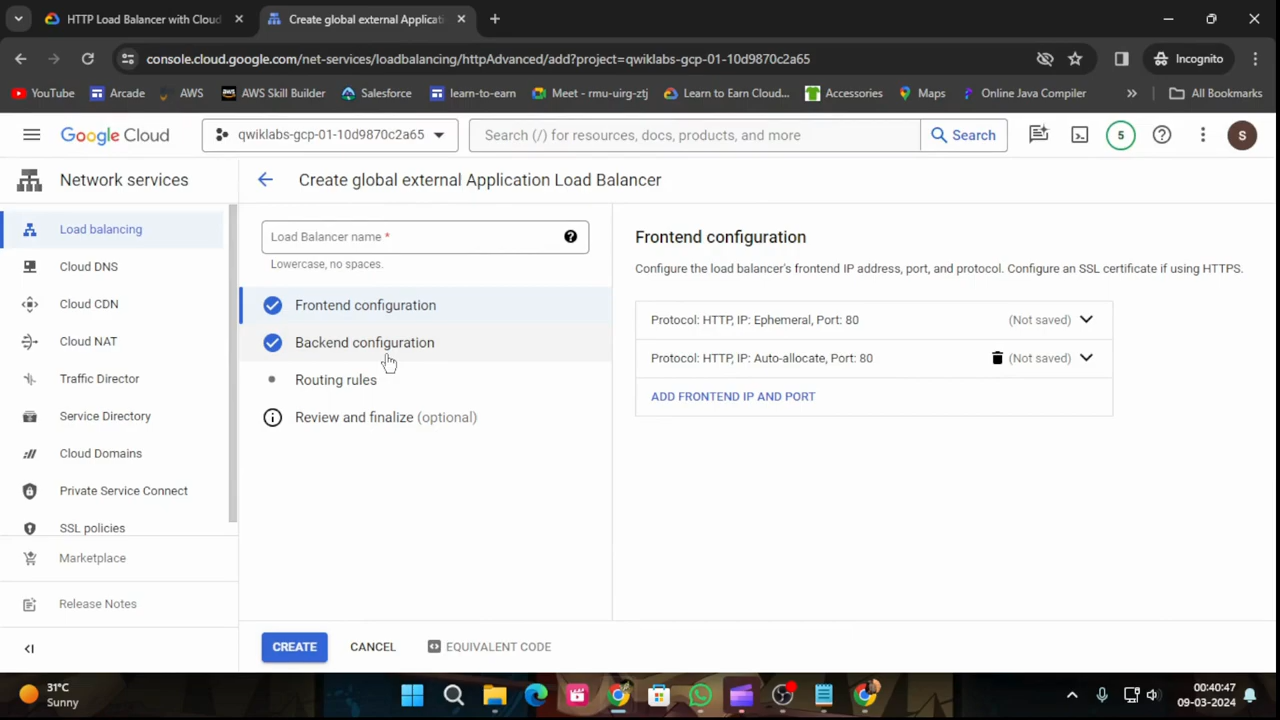 HTTP Load Balancer with Cloud
Create global external Applicati
console.cloud.google.com/net-services/loadbalancing/httpAdvanced/add?project=qwiklabs-gcp-01-10d9870c2a65
Incognito
YouTube
Arcade
AWS
AWS Skill Builder
Salesforce
learn-to-earn
Meet - rmu-uirg-ztj
Learn to Earn Cloud...
Accessories
Maps
Online Java Compiler
All Bookmarks
Google Cloud
qwiklabs-gcp-01-10d9870c2a65
Search (/) for resources, docs, products, and more
Search
5
S
Network services
Create global external Application Load Balancer
Load balancing
Cloud DNS
Cloud CDN
Cloud NAT
Traffic Director
Service Directory
Cloud Domains
Private Service Connect
SSL policies
Marketplace
Release Notes
Load Balancer name *
Lowercase, no spaces.
Frontend configuration
Backend configuration
Routing rules
Review and finalize (optional)
Frontend configuration
Configure the load balancer's frontend IP address, port, and protocol. Configure an SSL certificate if using HTTPS.
Protocol: HTTP, IP: Ephemeral, Port: 80 (Not saved)
Protocol: HTTP, IP: Auto-allocate, Port: 80 (Not saved)
ADD FRONTEND IP AND PORT
CREATE
CANCEL
EQUIVALENT CODE
31°C
Sunny
00:40:47
09-03-2024